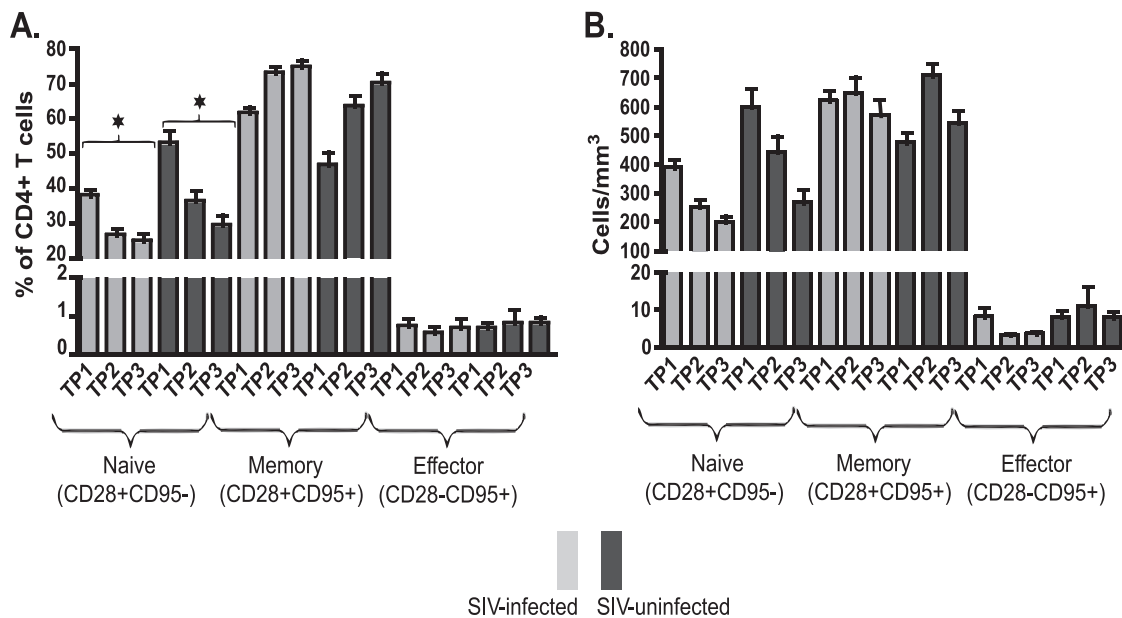 A.
80
70
60
50
40
30
20
2
1
0
% of CD4+ T cells
TP1 TP2 TP3 TP1 TP2 TP3 TP1 TP2 TP3 TP1 TP2 TP3 TP1 TP2 TP3 TP1 TP2 TP3
Naive Memory Effector
(CD28+CD95-) (CD28+CD95+) (CD28-CD95+)
B.
800
700
600
500
400
300
200
100
20
10
0
Cells/mm³
TP1 TP2 TP3 TP1 TP2 TP3 TP1 TP2 TP3 TP1 TP2 TP3 TP1 TP2 TP3 TP1 TP2 TP3
Naive Memory Effector
(CD28+CD95-) (CD28+CD95+) (CD28-CD95+)
SIV-infected SIV-uninfected